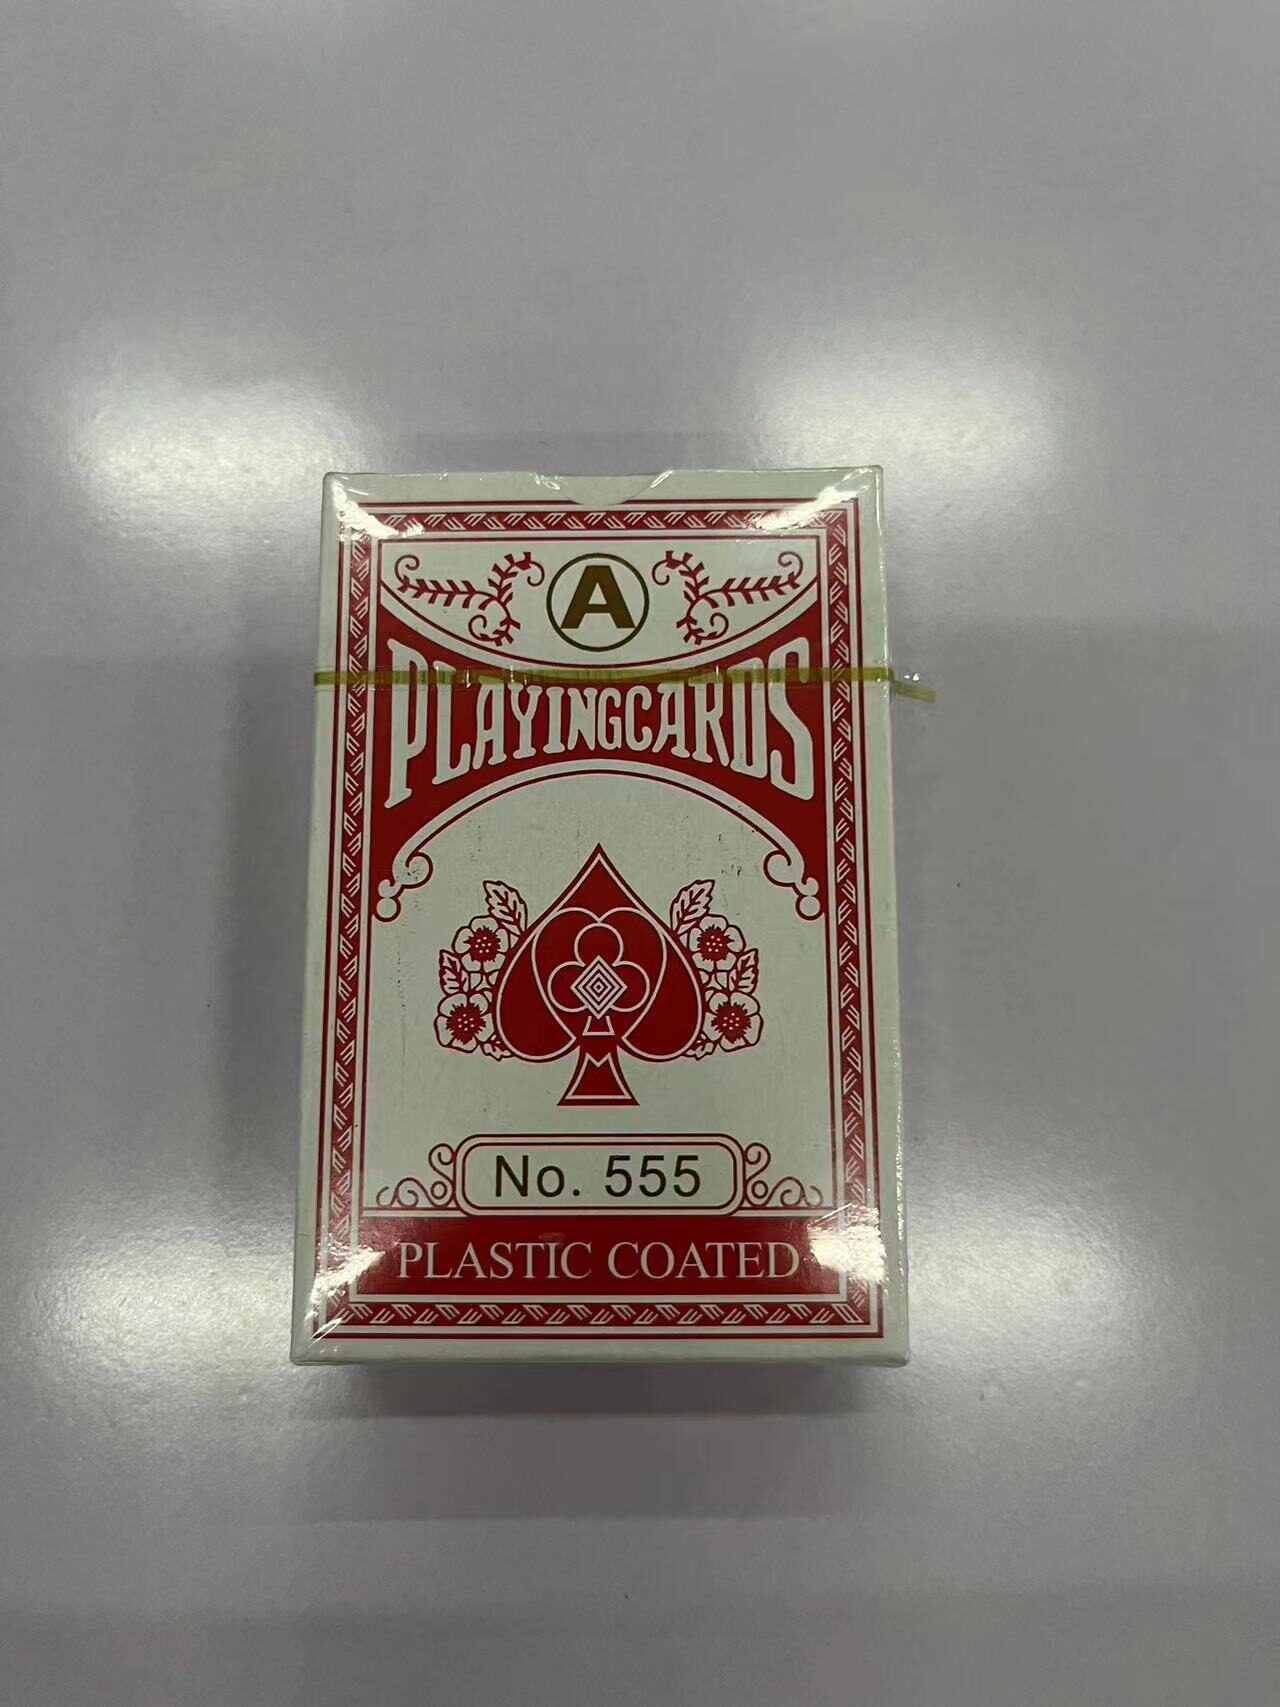 A
PLAYINGCARDS
No. 555
PLASTIC COATED